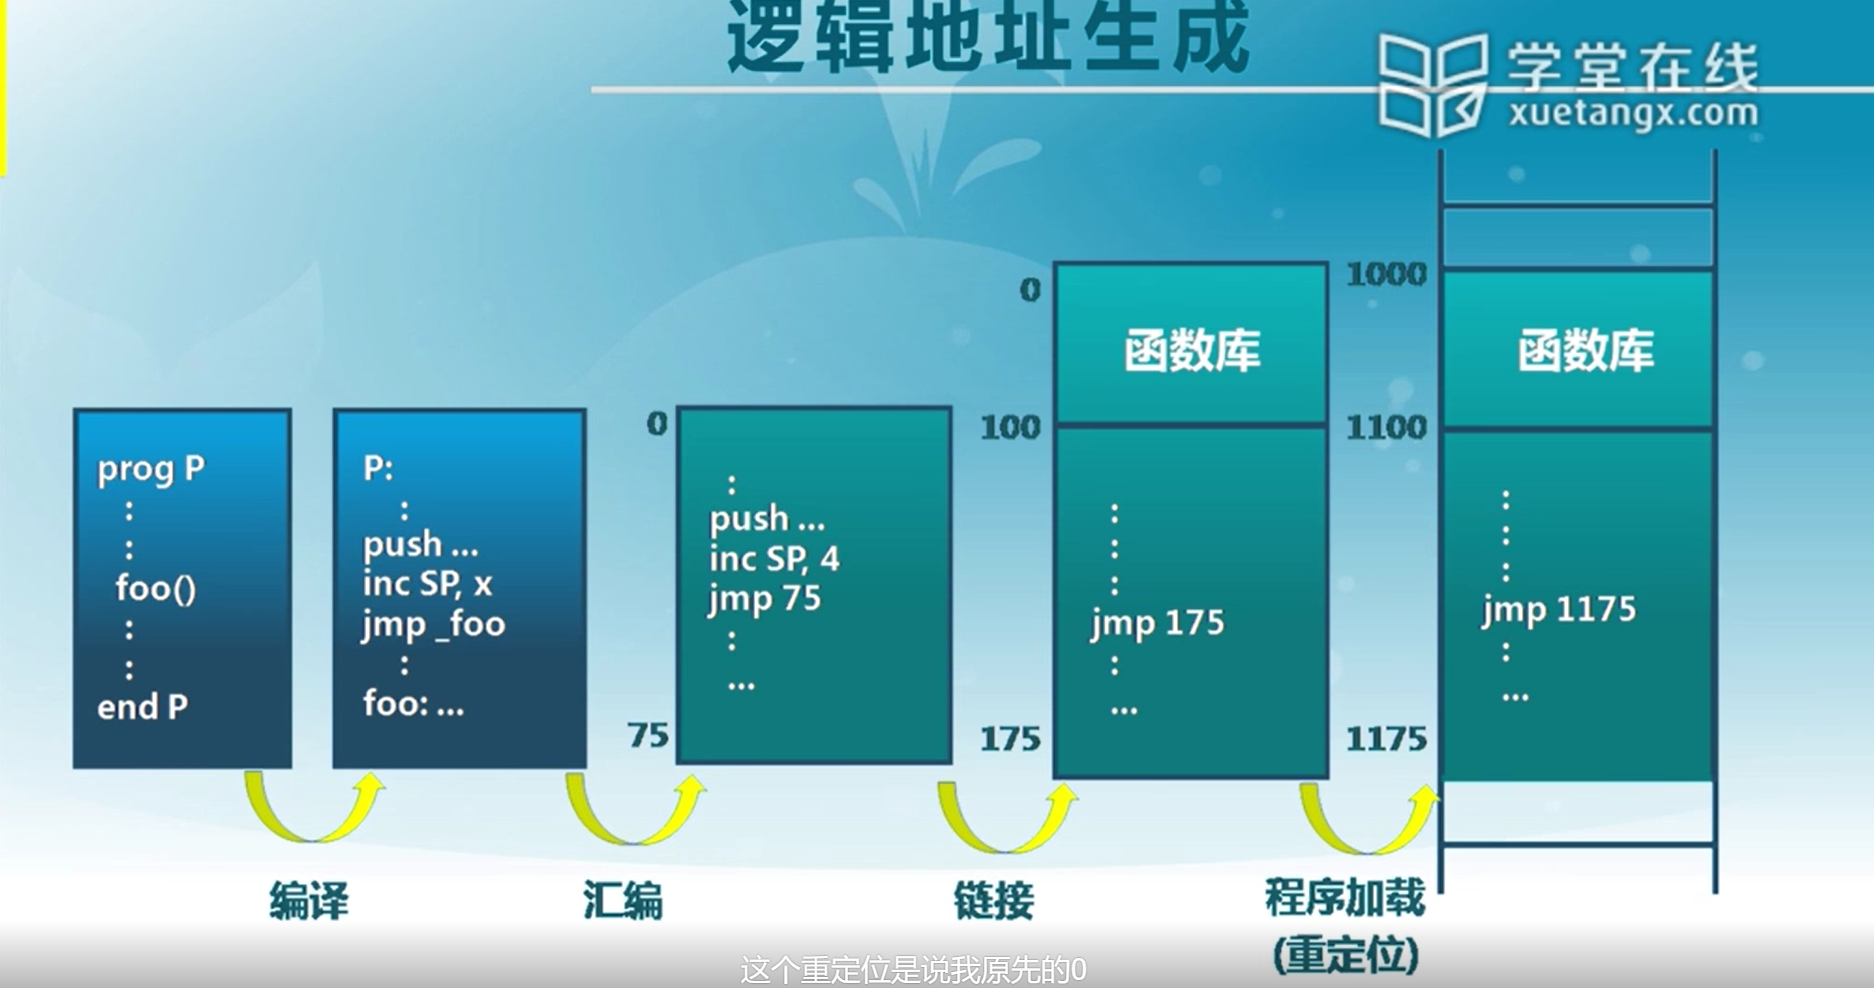 逻辑地址生成
学堂在线
xuetangx.com
prog P
:
:
foo()
:
:
end P
P:
:
push ...
inc SP, x
jmp _foo
:
foo: ...
0
75
:
push ...
inc SP, 4
jmp 75
:
...
0
100
175
函数库
:
:
:
jmp 175
:
...
1000
1100
1175
函数库
:
:
:
jmp 1175
:
...
编译
汇编
链接
程序加载
(重定位)
这个重定位是说我原先的0